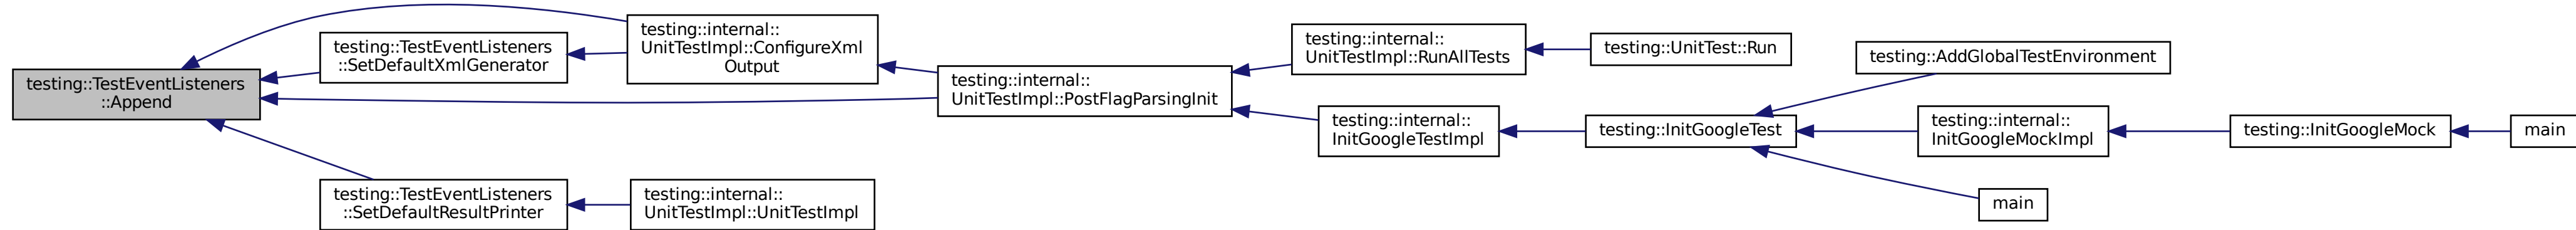 testing::TestEventListeners
::Append
testing::TestEventListeners
::SetDefaultXmlGenerator
testing::internal::
UnitTestImpl::ConfigureXml
Output
testing::internal::
UnitTestImpl::PostFlagParsingInit
testing::internal::
UnitTestImpl::RunAllTests
testing::UnitTest::Run
testing::internal::
InitGoogleTestImpl
testing::InitGoogleTest
testing::AddGlobalTestEnvironment
testing::internal::
InitGoogleMockImpl
testing::InitGoogleMock
main
main
testing::TestEventListeners
::SetDefaultResultPrinter
testing::internal::
UnitTestImpl::UnitTestImpl